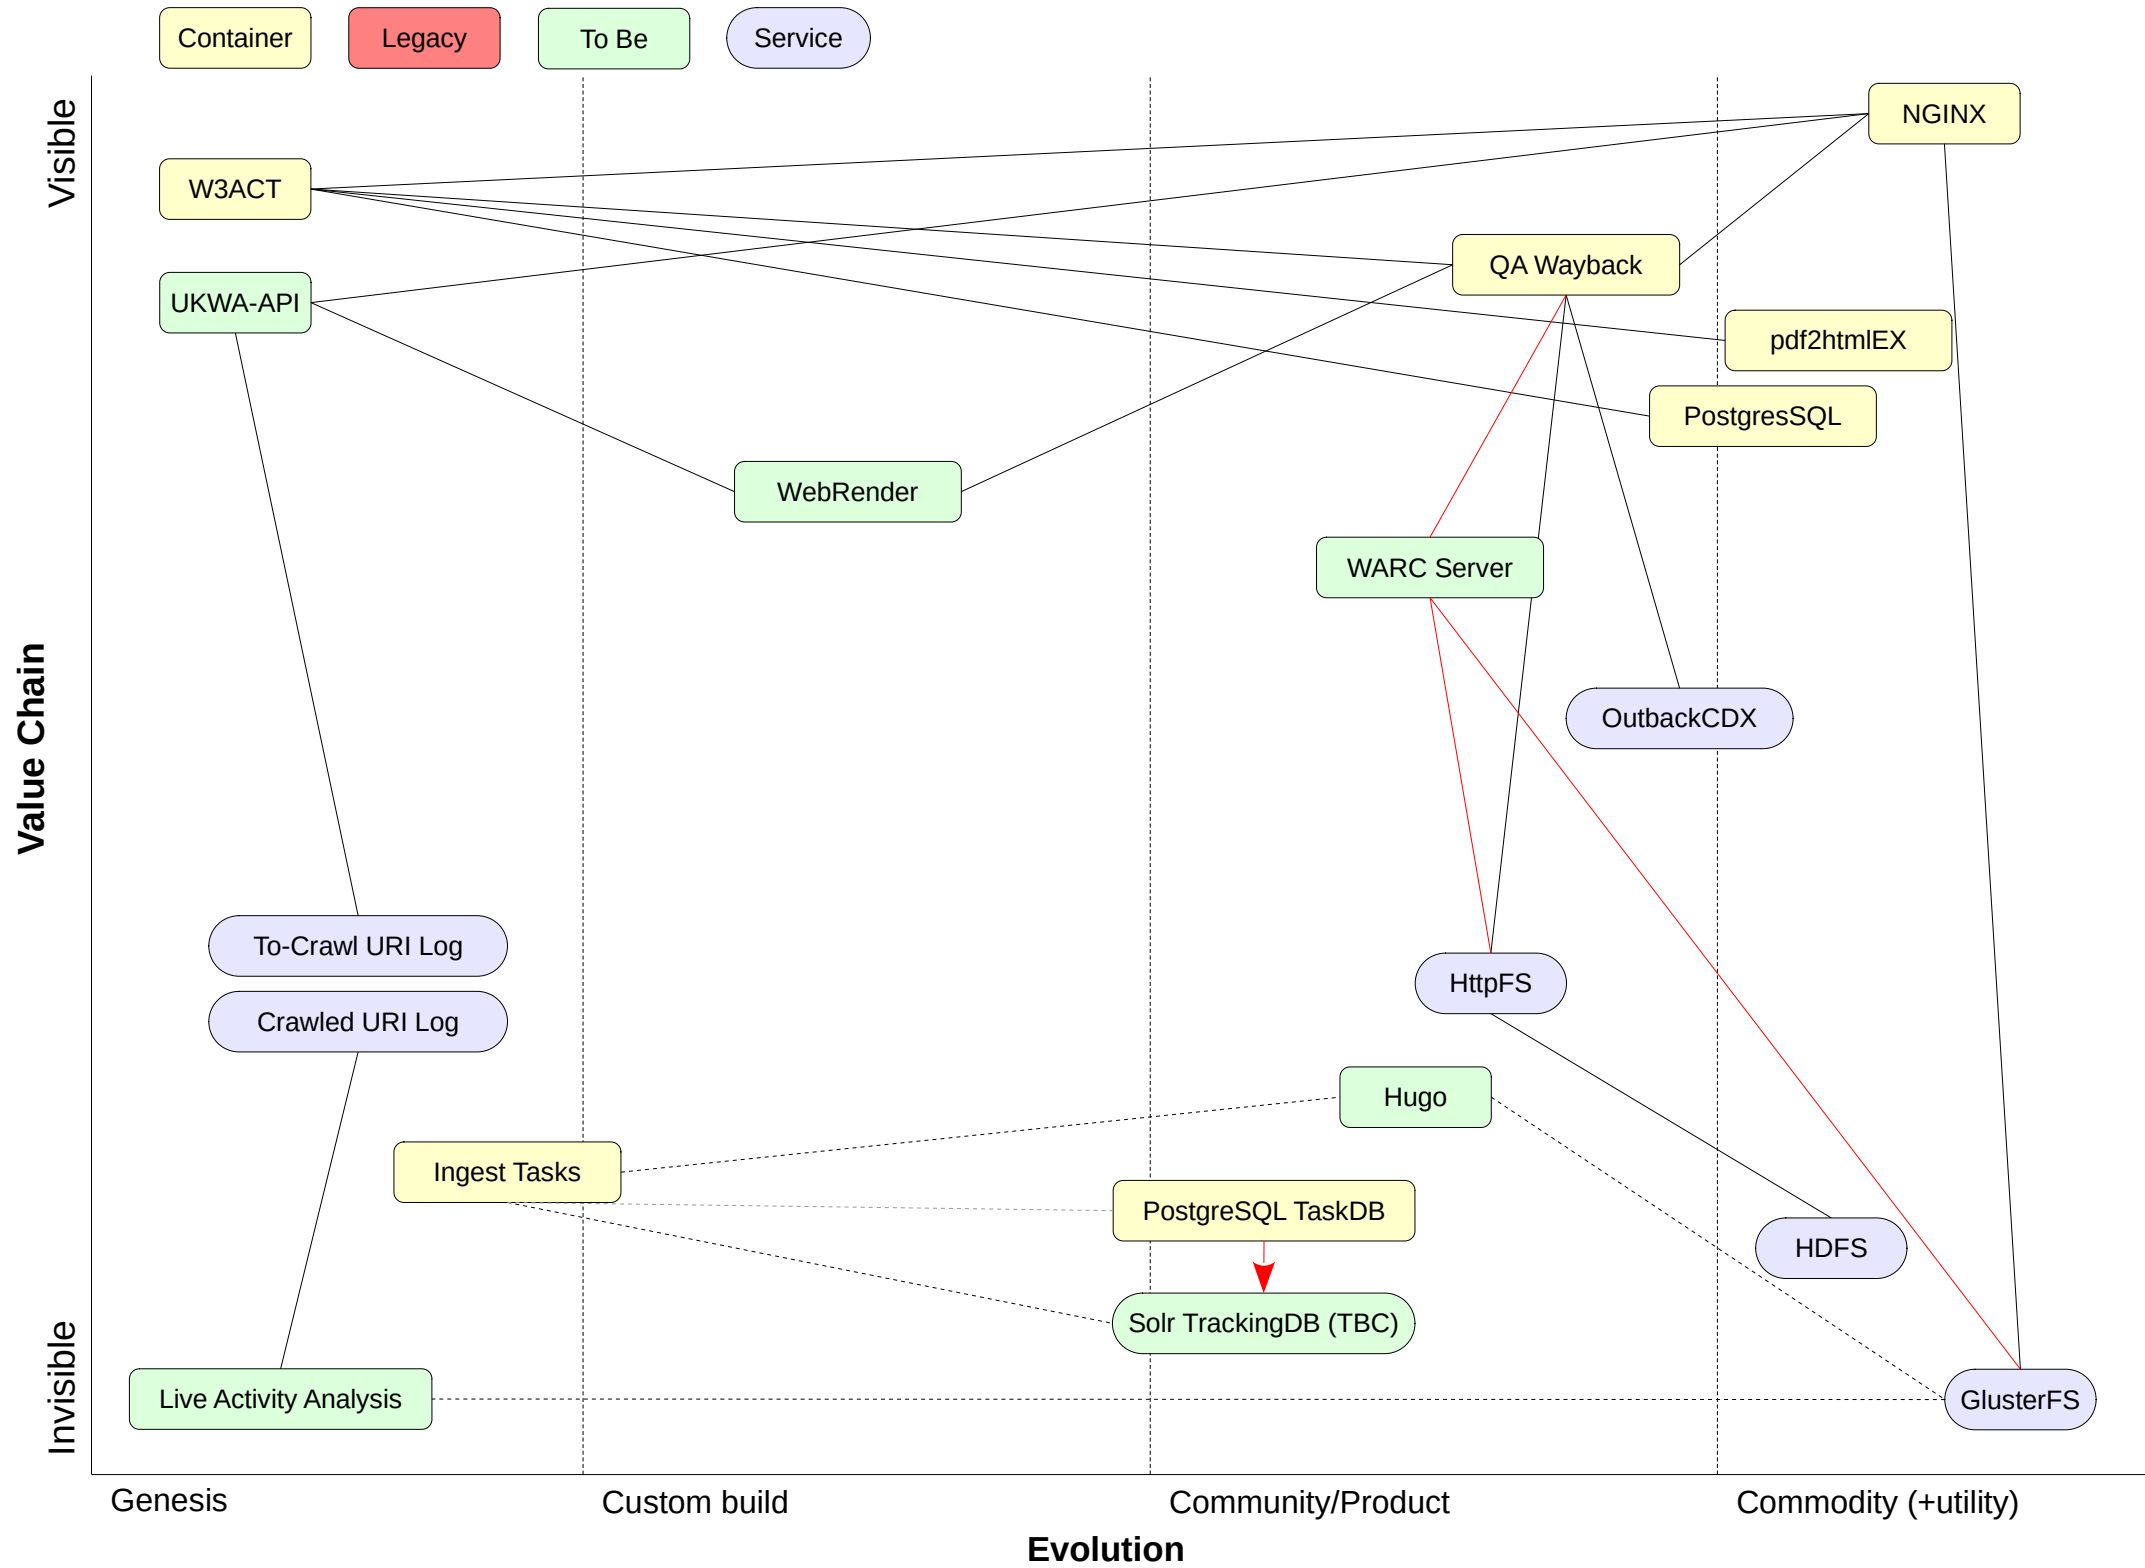 Container
Legacy
To Be
Service
Visible
NGINX
W3ACT
QA Wayback
UKWA-API
pdf2htmlEX
PostgresSQL
WebRender
WARC Server
Value Chain
OutbackCDX
To-Crawl URI Log
HttpFS
Crawled URI Log
Hugo
Ingest Tasks
PostgreSQL TaskDB
HDFS
Solr TrackingDB (TBC)
Invisible
Live Activity Analysis
GlusterFS
Genesis
Custom build
Community/Product
Commodity (+utility)
Evolution